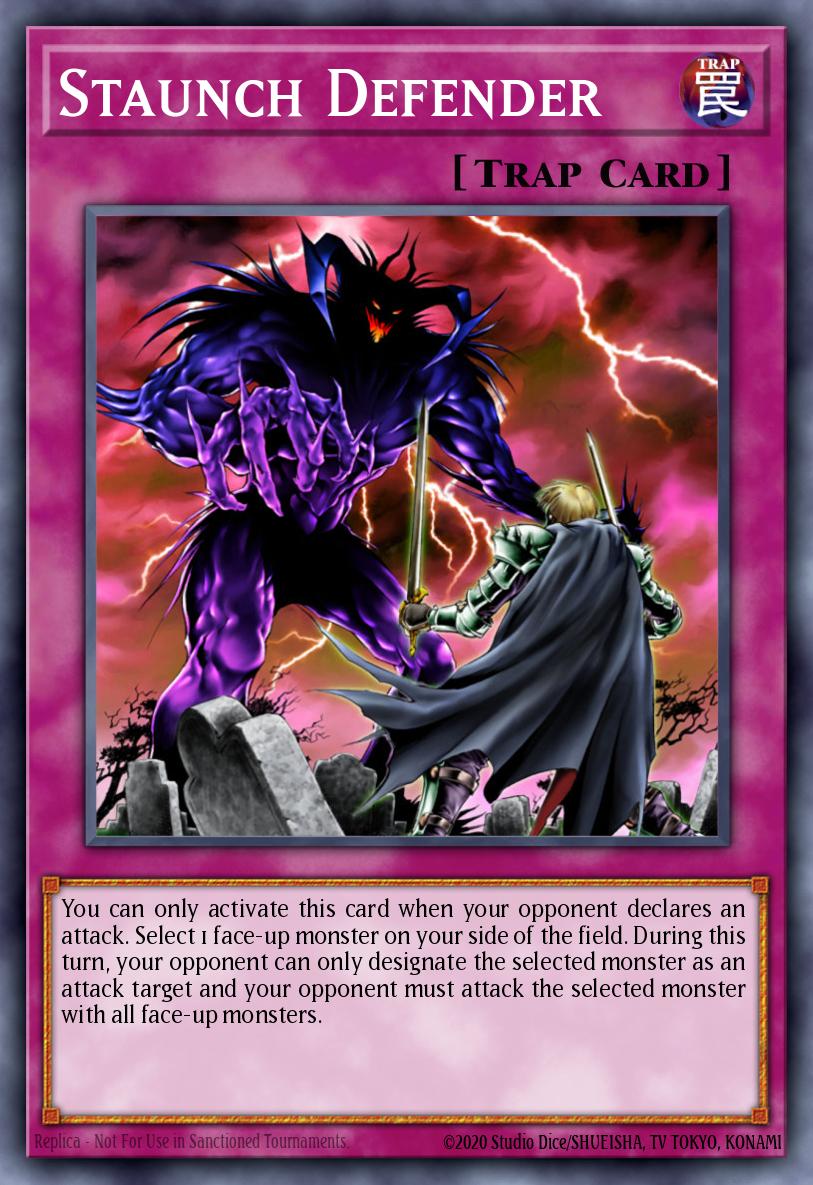 Staunch Defender
TRAP
罠
[Trap Card]
You can only activate this card when your opponent declares an
attack. Select 1 face-up monster on your side of the field. During this
turn, your opponent can only designate the selected monster as an
attack target and your opponent must attack the selected monster
with all face-up monsters.
Replica - Not For Use in Sanctioned Tournaments.
©2020 Studio Dice/SHUEISHA, TV TOKYO, KONAMI